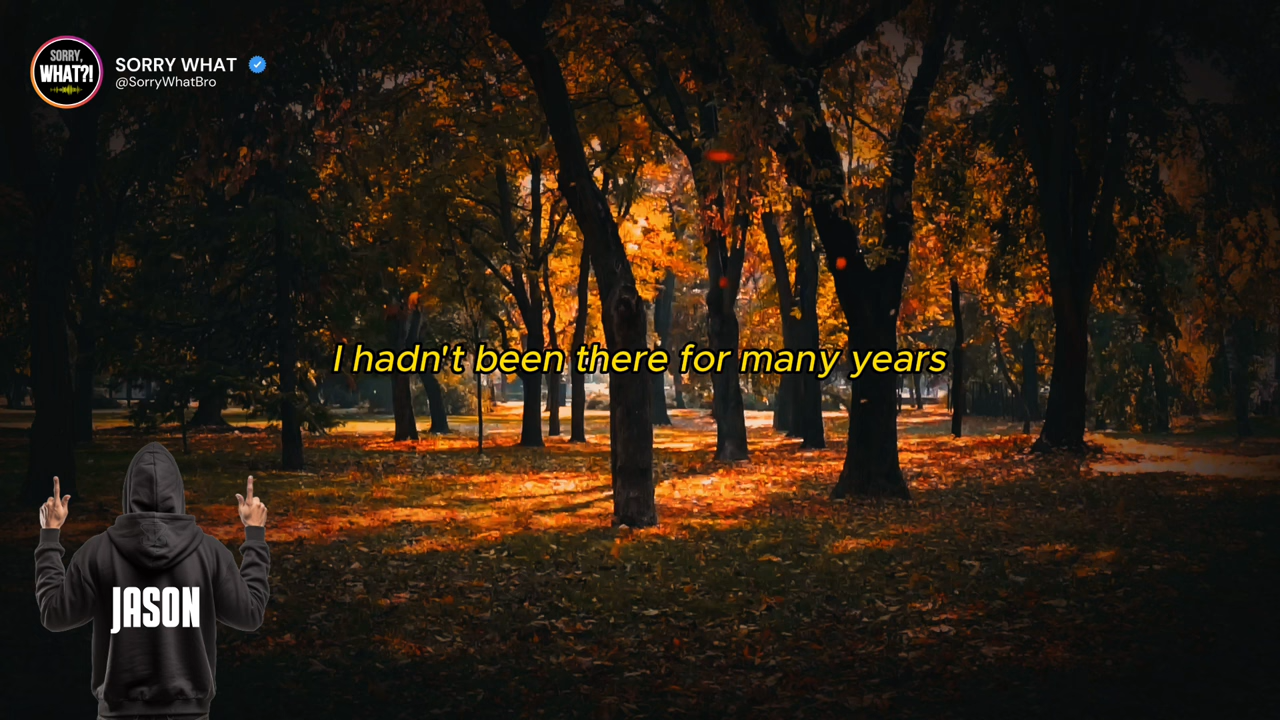 SORRY,
WHAT?!
SORRY WHAT
@SorryWhatBro
I hadn't been there for many years
JASON